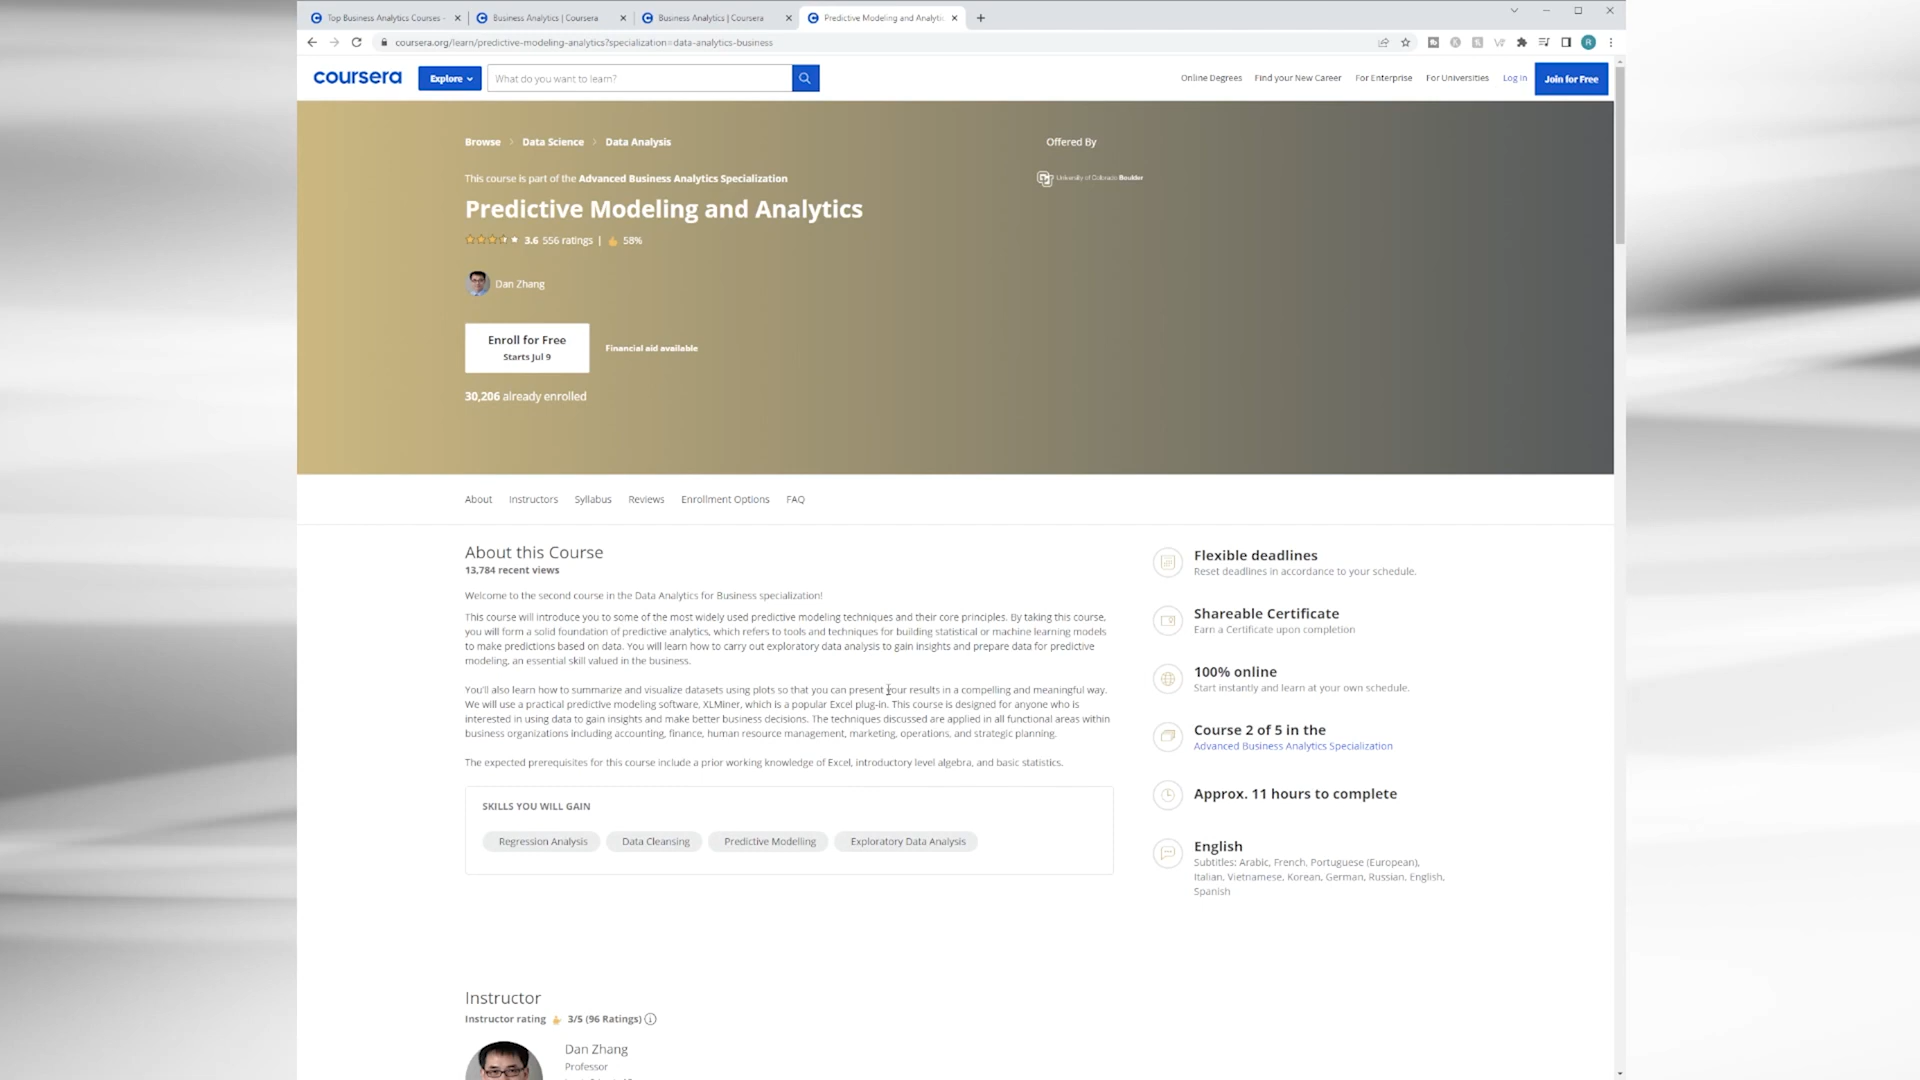 Top Business Analytics Courses -
Business Analytics | Coursera
Business Analytics | Coursera
Predictive Modeling and Analytic
coursera.org/learn/predictive-modeling-analytics?specialization=data-analytics-business
R
coursera
Explore
What do you want to learn?
Online Degrees
Find your New Career
For Enterprise
For Universities
Log In
Join for Free
Browse > Data Science > Data Analysis
Offered By
This course is part of the Advanced Business Analytics Specialization
University of Colorado Boulder
Predictive Modeling and Analytics
3.6 556 ratings | 58%
Dan Zhang
Enroll for Free
Starts Jul 9
Financial aid available
30,206 already enrolled
About
Instructors
Syllabus
Reviews
Enrollment Options
FAQ
About this Course
13,784 recent views
Welcome to the second course in the Data Analytics for Business specialization!
This course will introduce you to some of the most widely used predictive modeling techniques and their core principles. By taking this course,
you will form a solid foundation of predictive analytics, which refers to tools and techniques for building statistical or machine learning models
to make predictions based on data. You will learn how to carry out exploratory data analysis to gain insights and prepare data for predictive
modeling, an essential skill valued in the business.
You'll also learn how to summarize and visualize datasets using plots so that you can present your results in a compelling and meaningful way.
We will use a practical predictive modeling software, XLMiner, which is a popular Excel plug-in. This course is designed for anyone who is
interested in using data to gain insights and make better business decisions. The techniques discussed are applied in all functional areas within
business organizations including accounting, finance, human resource management, marketing, operations, and strategic planning.
The expected prerequisites for this course include a prior working knowledge of Excel, introductory level algebra, and basic statistics.
SKILLS YOU WILL GAIN
Regression Analysis
Data Cleansing
Predictive Modelling
Exploratory Data Analysis
Flexible deadlines
Reset deadlines in accordance to your schedule.
Shareable Certificate
Earn a Certificate upon completion
100% online
Start instantly and learn at your own schedule.
Course 2 of 5 in the
Advanced Business Analytics Specialization
Approx. 11 hours to complete
English
Subtitles: Arabic, French, Portuguese (European),
Italian, Vietnamese, Korean, German, Russian, English,
Spanish
Instructor
Instructor rating 3/5 (96 Ratings)
Dan Zhang
Professor